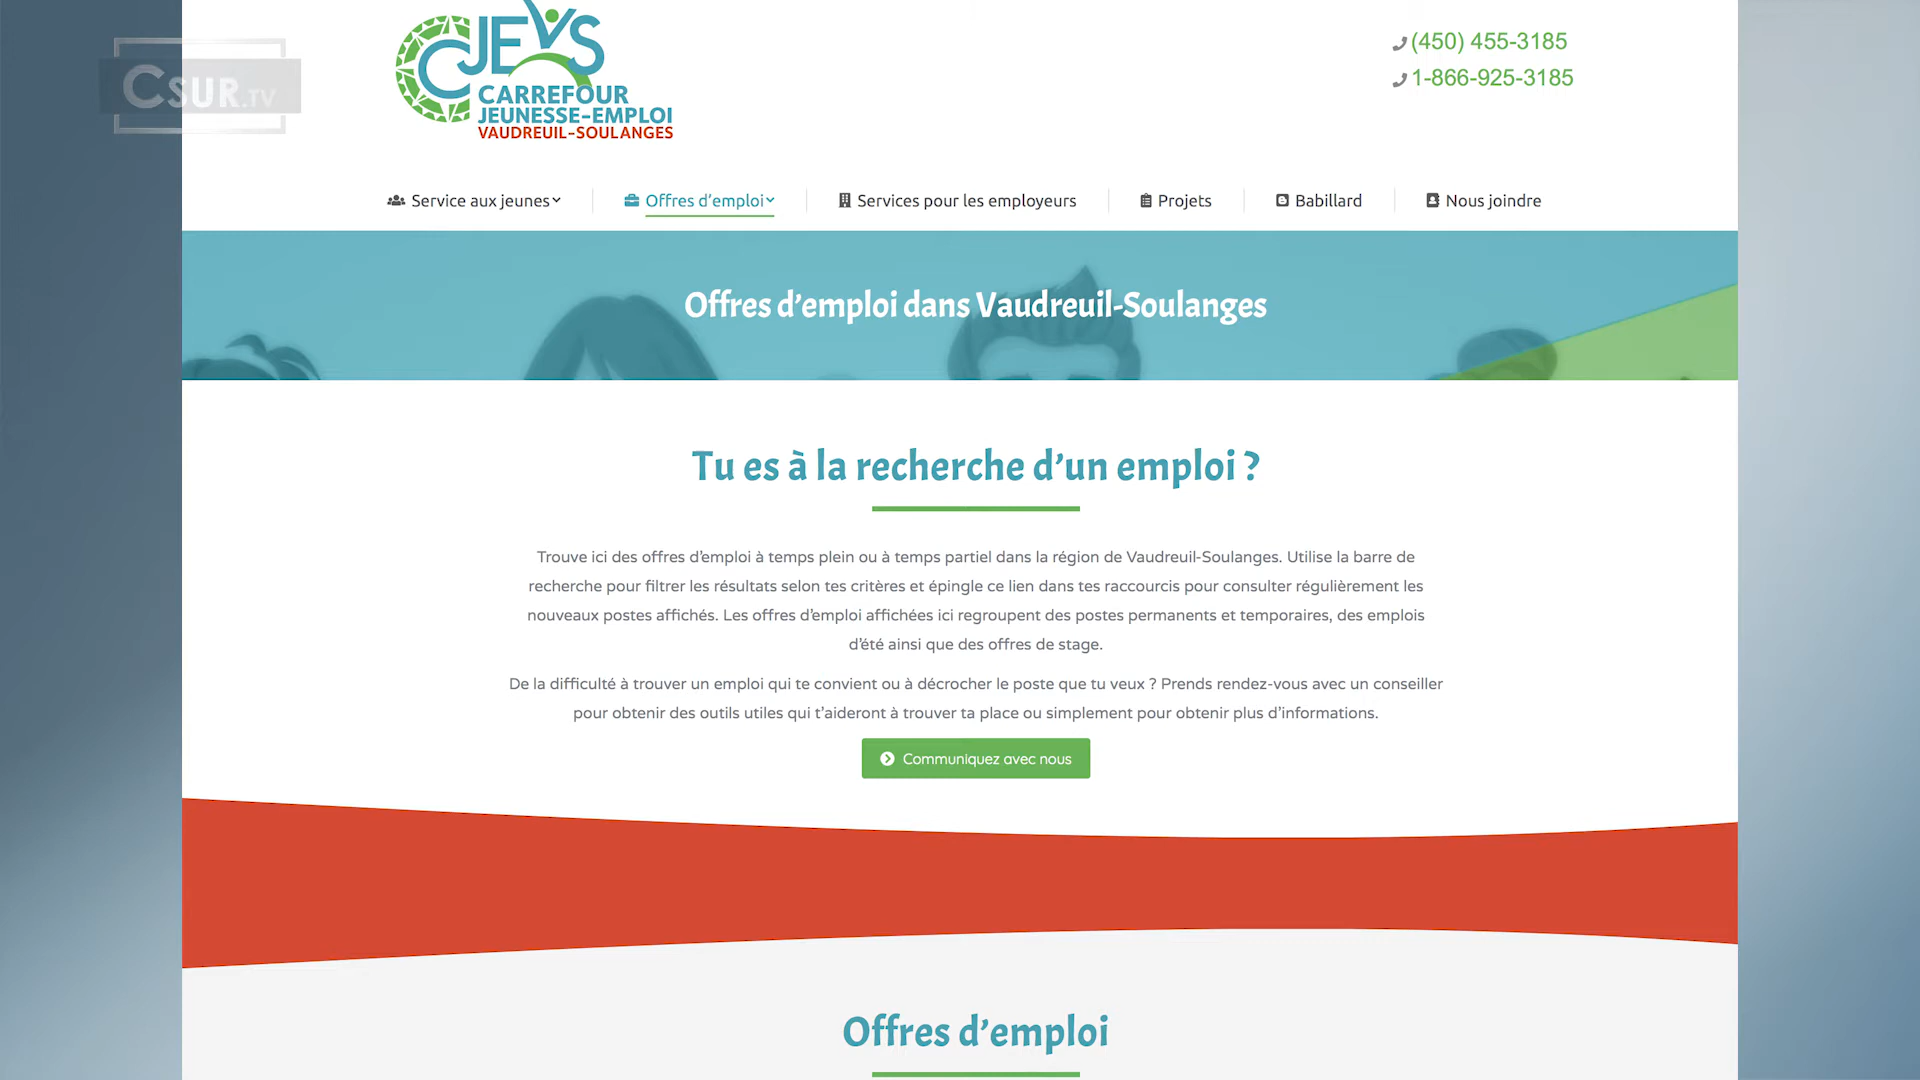 CSUR.TV
CJEVS
CARREFOUR
JEUNESSE-EMPLOI
VAUDREUIL-SOULANGES
(450) 455-3185
1-866-925-3185
Service aux jeunes
Offres d'emploi
Services pour les employeurs
Projets
Babillard
Nous joindre
Offres d'emploi dans Vaudreuil-Soulanges
Tu es à la recherche d'un emploi ?
Trouve ici des offres d'emploi à temps plein ou à temps partiel dans la région de Vaudreuil-Soulanges. Utilise la barre de
recherche pour filtrer les résultats selon tes critères et épingle ce lien dans tes raccourcis pour consulter régulièrement les
nouveaux postes affichés. Les offres d'emploi affichées ici regroupent des postes permanents et temporaires, des emplois
d'été ainsi que des offres de stage.
De la difficulté à trouver un emploi qui te convient ou à décrocher le poste que tu veux ? Prends rendez-vous avec un conseiller
pour obtenir des outils utiles qui t'aideront à trouver ta place ou simplement pour obtenir plus d'informations.
Communiquez avec nous
Offres d'emploi